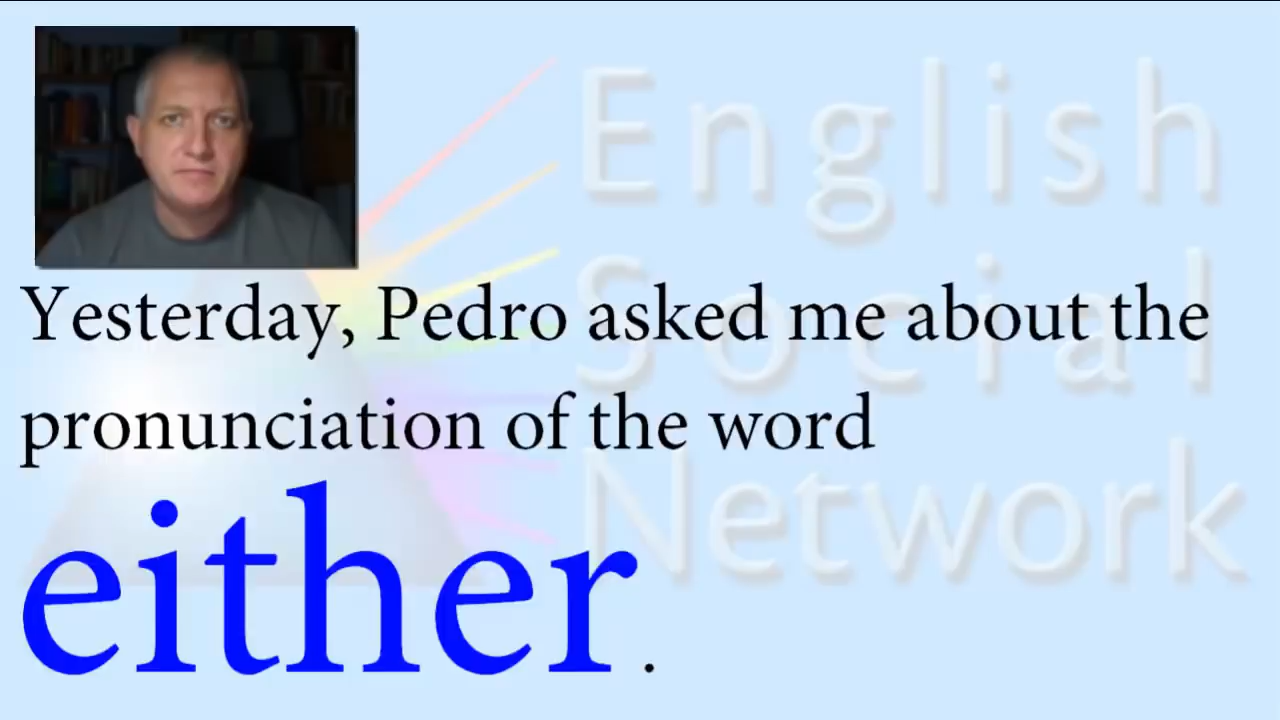 English
Social
Network
Yesterday, Pedro asked me about the
pronunciation of the word
either.